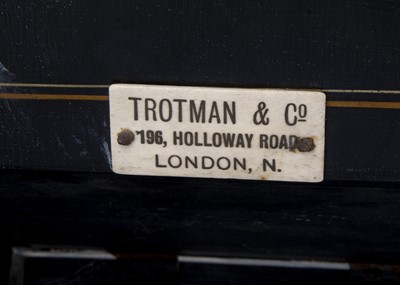 TROTMAN & Cº
196, HOLLOWAY ROAD
LONDON, N.